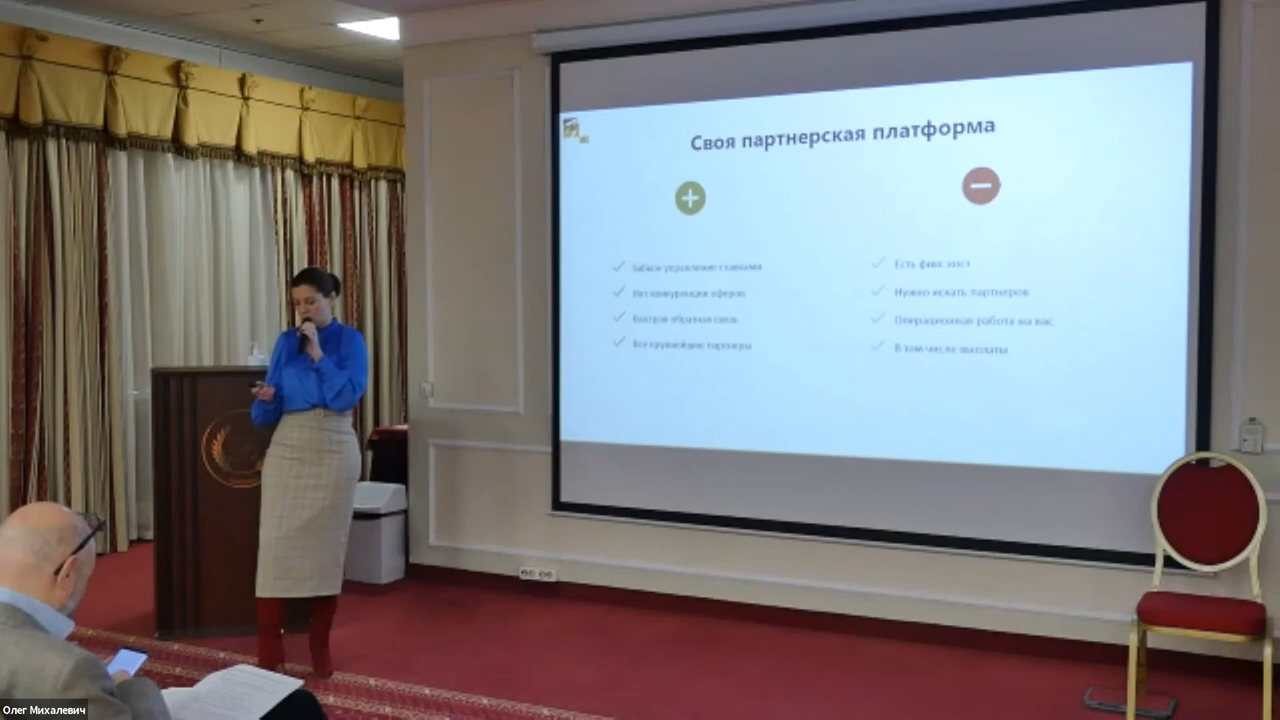 Своя партнерская платформа
Гибкое управление ставками
Нет конкуренции оферов
Быстрая обратная связь
Все крупнейшие партнеры
Есть фикс кост
Нужно искать партнеров
Операционная работа на вас
В том числе выплаты
Олег Михалевич